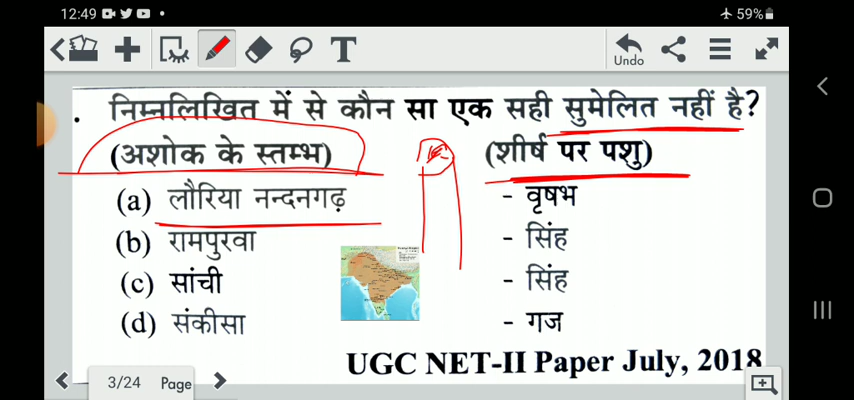 12:49
59%
T
Undo
. निम्नलिखित में से कौन सा एक सही सुमेलित नहीं है?
(अशोक के स्तम्भ) (शीर्ष पर पशु)
(a) लौरिया नन्दनगढ़ - वृषभ
(b) रामपुरवा - सिंह
(c) सांची - सिंह
(d) संकीसा - गज
UGC NET-II Paper July, 2018
3/24 Page